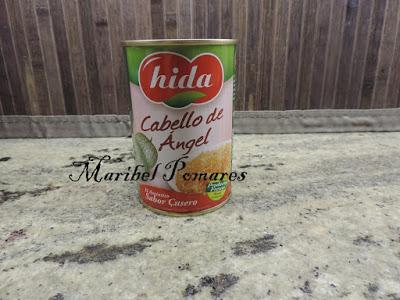 hida
Cabello de
Ángel
Maribel Pomares
Sabor Casero